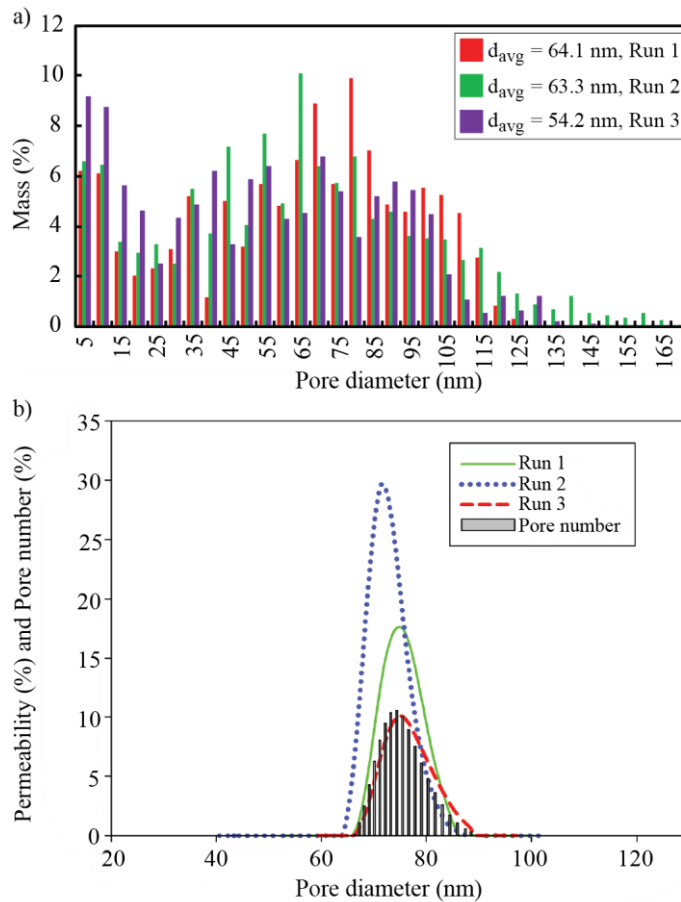 a)
12
10
8
6
4
2
0
Mass (%)
d_avg = 64.1 nm, Run 1
d_avg = 63.3 nm, Run 2
d_avg = 54.2 nm, Run 3
5 15 25 35 45 55 65 75 85 95 105 115 125 135 145 155 165
Pore diameter (nm)
b)
35
30
25
20
15
10
5
0
Permeability (%) and Pore number (%)
Run 1
Run 2
Run 3
Pore number
20 40 60 80 100 120
Pore diameter (nm)